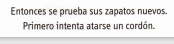 Entonces se prueba sus zapatos nuevos.
Primero intenta atarse un cordón.